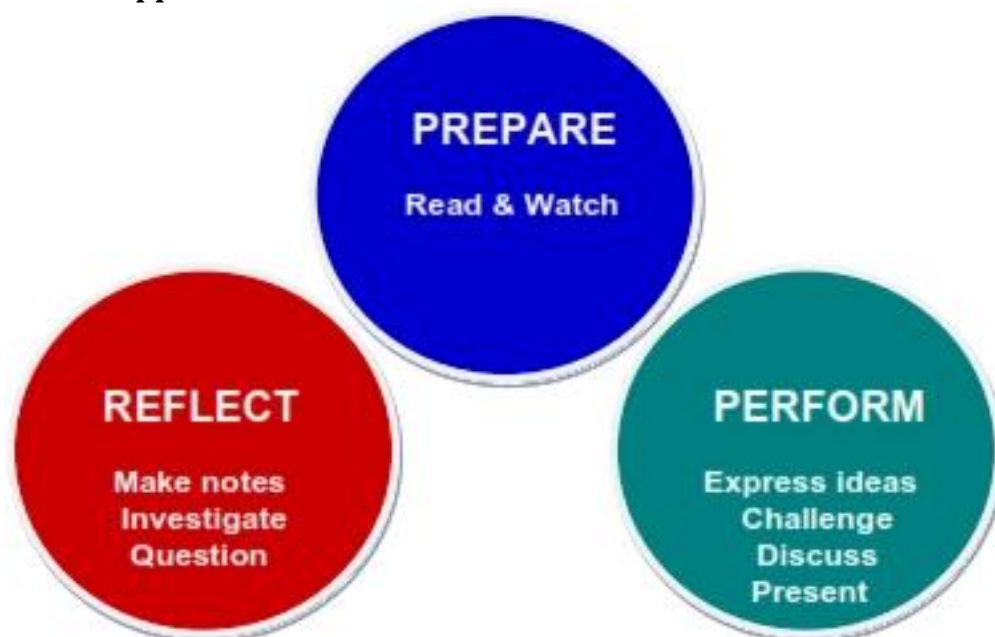 PREPARE
Read & Watch
REFLECT
Make notes
Investigate
Question
PERFORM
Express ideas
Challenge
Discuss
Present